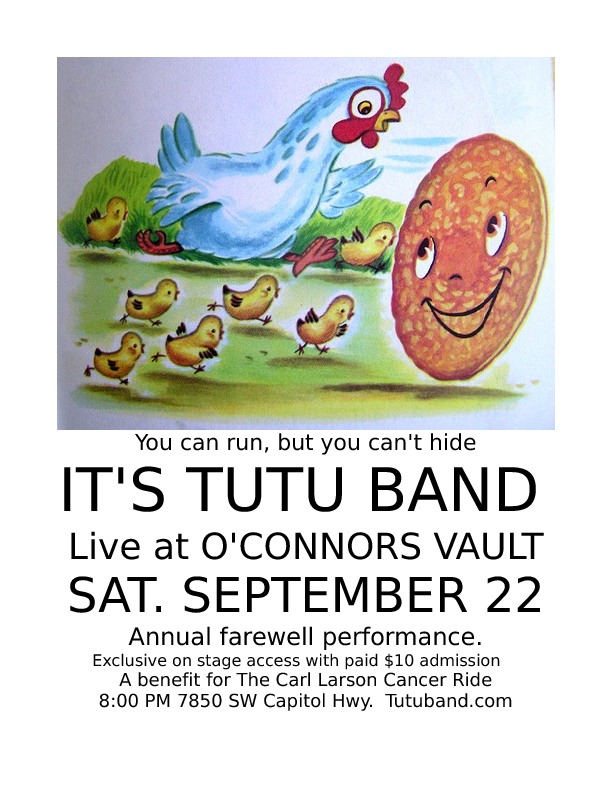 You can run, but you can't hide
IT'S TUTU BAND
Live at O'CONNORS VAULT
SAT. SEPTEMBER 22
Annual farewell performance.
Exclusive on stage access with paid $10 admission
A benefit for The Carl Larson Cancer Ride
8:00 PM 7850 SW Capitol Hwy.  Tutuband.com